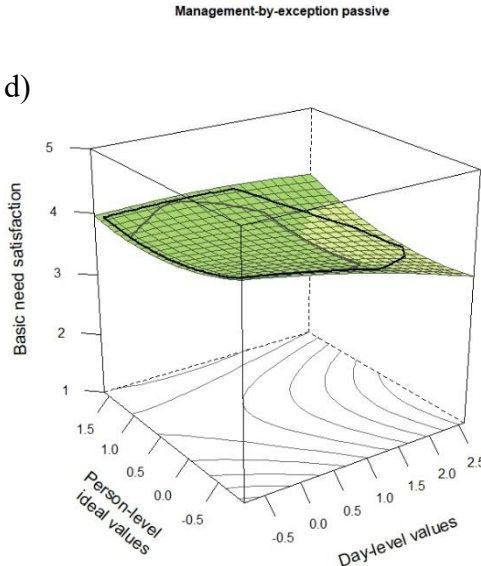 Management-by-exception passive
d)
5
4
3
2
1
Basic need satisfaction
1.5
1.0
0.5
0.0
-0.5
Person-level
ideal values
-0.5
0.0
0.5
1.0
1.5
2.0
2.5
Day-level values